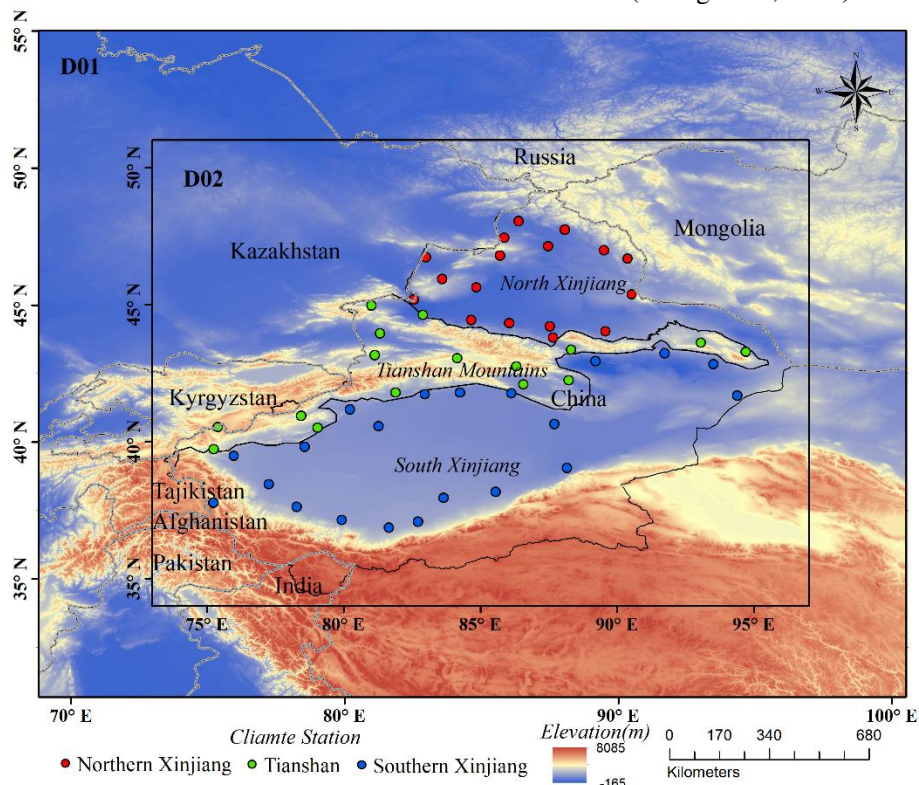 55° N
D01
N
W E
S
50° N
50° N
Russia
D02
Mongolia
Kazakhstan
North Xinjiang
45° N
45° N
Tianshan Mountains
Kyrgyzstan
China
40° N
40° N
South Xinjiang
Tajikistan
Afghanistan
Pakistan
35° N
35° N
India
75° E 80° E 85° E 90° E 95° E
70° E 100° E
Cliamte Station
Elevation(m)
8085
-165
0 170 340 680
Kilometers
Northern Xinjiang Tianshan Southern Xinjiang